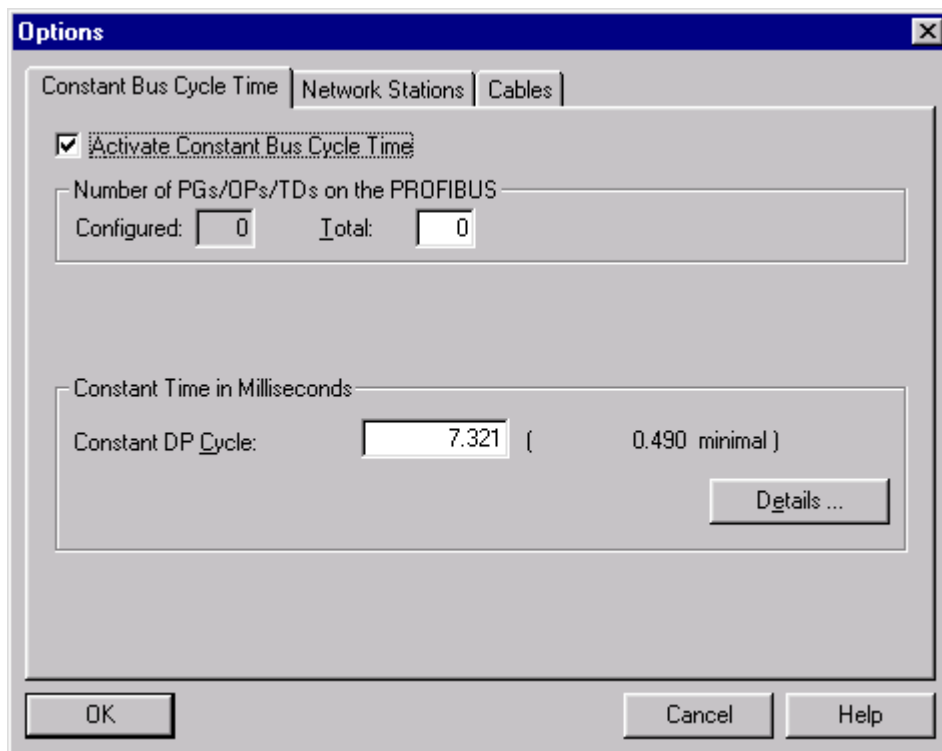 Options
Constant Bus Cycle Time Network Stations Cables
Activate Constant Bus Cycle Time
Number of PGs/OPs/TDs on the PROFIBUS
Configured: 0 Total: 0
Constant Time in Milliseconds
Constant DP Cycle: 7.321 ( 0.490 minimal )
Details ...
OK Cancel Help